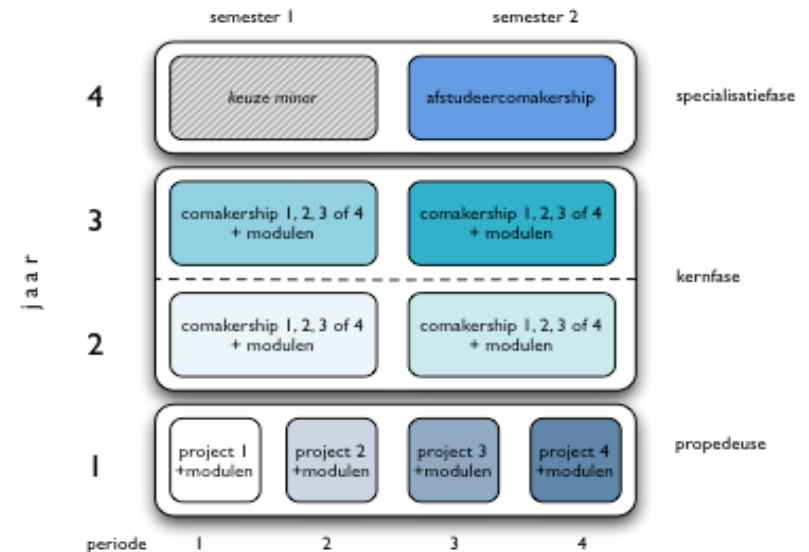 semester 1
semester 2
4
keuze minor
afstudeercomakership
specialisatiefase
3
comakership 1, 2, 3 of 4
+ modulen
comakership 1, 2, 3 of 4
+ modulen
jaar
kernfase
2
comakership 1, 2, 3 of 4
+ modulen
comakership 1, 2, 3 of 4
+ modulen
1
project 1
+modulen
project 2
+modulen
project 3
+modulen
project 4
+modulen
propedeuse
periode
1
2
3
4